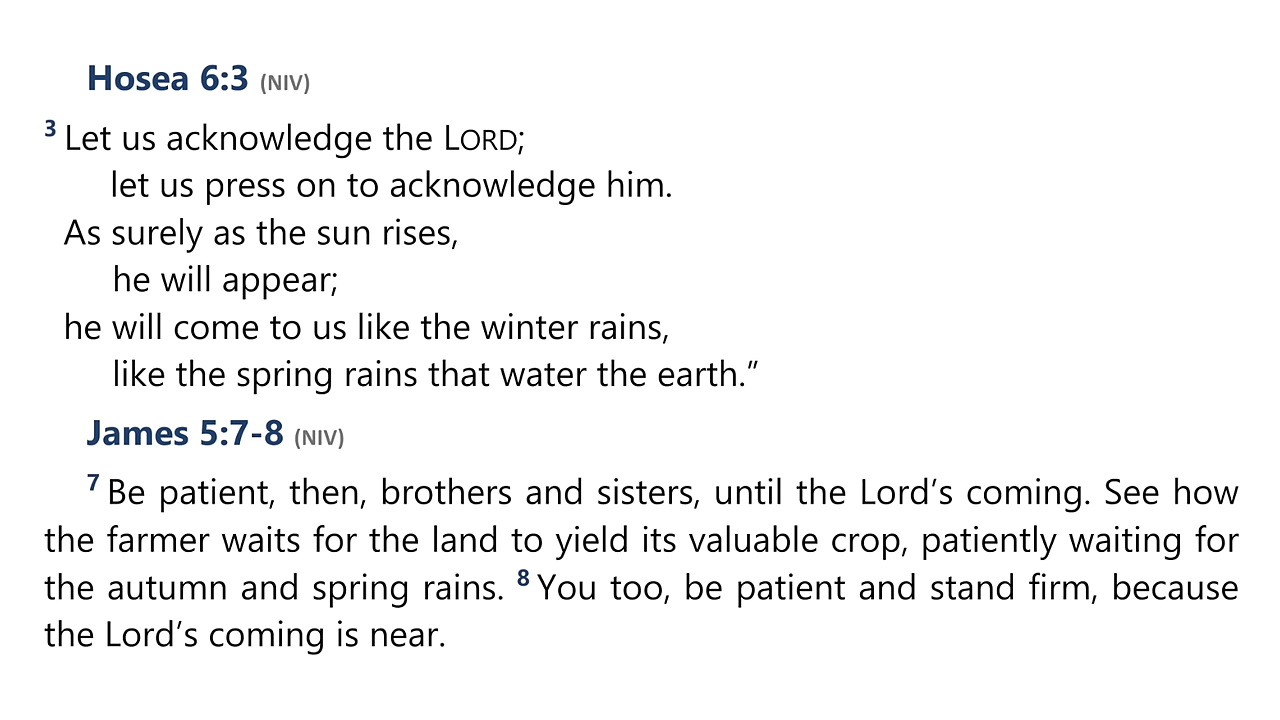 Hosea 6:3 (NIV)
3 Let us acknowledge the LORD;
let us press on to acknowledge him.
As surely as the sun rises,
he will appear;
he will come to us like the winter rains,
like the spring rains that water the earth.”
James 5:7-8 (NIV)
7 Be patient, then, brothers and sisters, until the Lord’s coming. See how
the farmer waits for the land to yield its valuable crop, patiently waiting for
the autumn and spring rains. 8 You too, be patient and stand firm, because
the Lord’s coming is near.